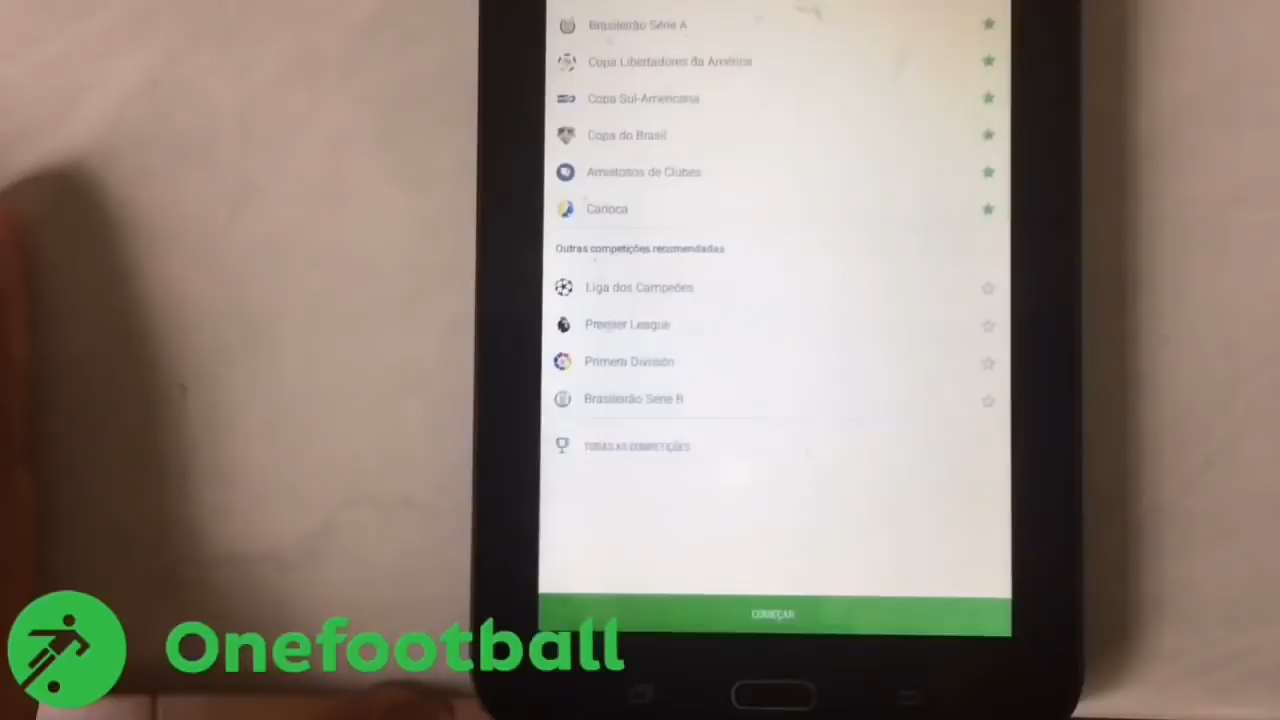 Brasileirão Série A
Copa Libertadores da América
Copa Sul-Americana
Copa do Brasil
Amistosos de Clubes
Carioca
Outras competições recomendadas
Liga dos Campeões
Premier League
Primera División
Brasileirão Série B
TODAS AS COMPETIÇÕES
COMEÇAR
Onefootball